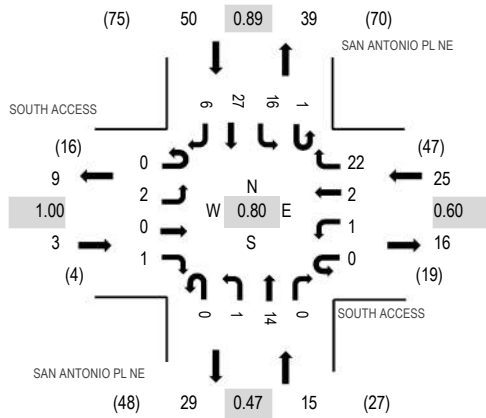 (75) 50 0.89 39 (70)
SAN ANTONIO PL NE
SOUTH ACCESS
6 27 16 1
(16) 0 22 (47)
9 2 N 2 25
1.00 W 0.80 E 0.60
3 0 S 1 16
(4) 1 0 (19)
0 1 14 0
SOUTH ACCESS
SAN ANTONIO PL NE
(48) 29 0.47 15 (27)